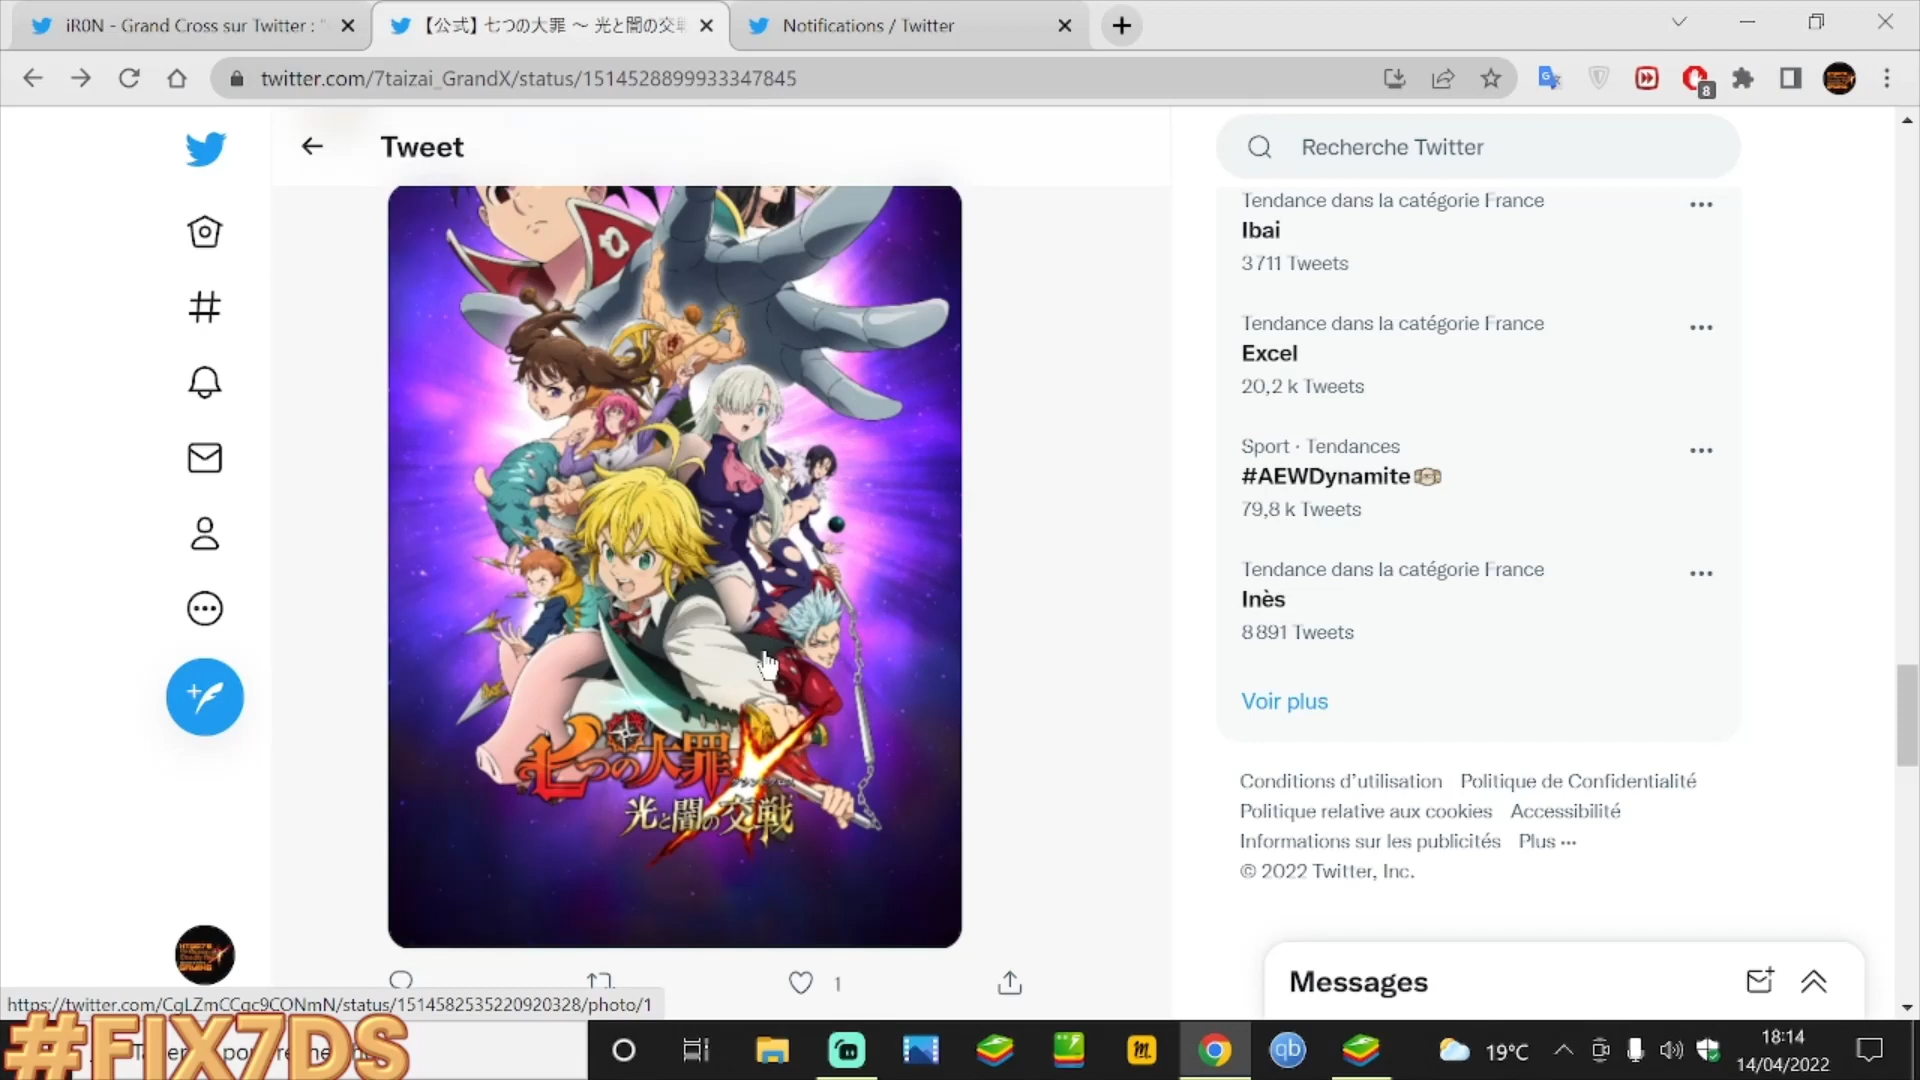 iR0N - Grand Cross sur Twitter : "
【公式】七つの大罪 ～ 光と闇の交戦
Notifications / Twitter
twitter.com/7taizai_GrandX/status/1514528899933347845
8
Tweet
Recherche Twitter
Tendance dans la catégorie France
Ibai
3 711 Tweets
Tendance dans la catégorie France
Excel
20,2 k Tweets
Sport · Tendances
#AEWDynamite
79,8 k Tweets
Tendance dans la catégorie France
Inès
8 891 Tweets
Voir plus
七つの大罪
光と闇の交戦
Conditions d’utilisation Politique de Confidentialité
Politique relative aux cookies Accessibilité
Informations sur les publicités Plus ···
© 2022 Twitter, Inc.
1
Messages
https://twitter.com/CgLZmCCgc9CONmN/status/1514582535220920328/photo/1
#FIX7DS
19°C
18:14
14/04/2022